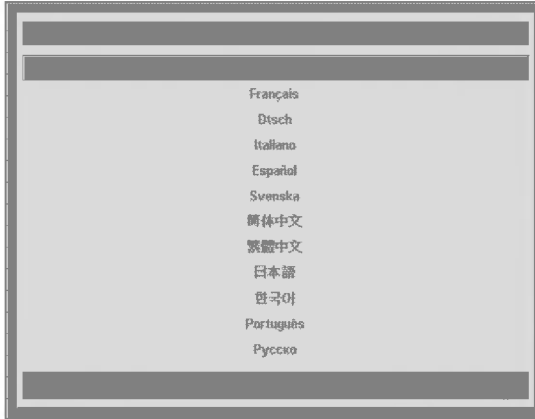 Français
Dtsch
Italiano
Español
Svenska
简体中文
繁體中文
日本語
한국어
Português
Русско